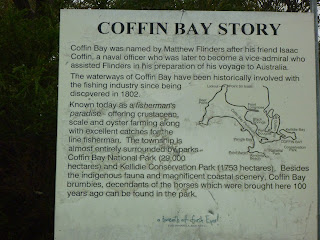 COFFIN BAY STORY
Coffin Bay was named by Matthew Flinders after his friend Isaac
Coffin, a naval officer who was later to become a vice-admiral who
assisted Flinders in his preparation of his voyage to Australia.
The waterways of Coffin Bay have been historically involved with
the fishing industry since being
discovered in 1802.
Known today as a fisherman's
paradise - offering crustacean,
scale and oyster farming along
with excellent catches for the
line fisherman. The township is
almost entirely surrounded by parks -
Coffin Bay National Park (29,000
hectares) and Kellidie Conservation Park (1753 hectares). Besides
the indigenous fauna and magnificent coastal scenery, Coffin Bay
brumbies, decendants of the horses which were brought here 100
years ago can be found in the park.
a breath of fresh Eyre!